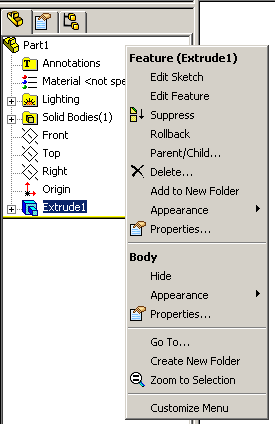 Part1
Annotations
Material <not spe
Lighting
Solid Bodies(1)
Front
Top
Right
Origin
Extrude1
Feature (Extrude1)
Edit Sketch
Edit Feature
Suppress
Rollback
Parent/Child...
Delete...
Add to New Folder
Appearance
Properties...
Body
Hide
Appearance
Properties...
Go To...
Create New Folder
Zoom to Selection
Customize Menu